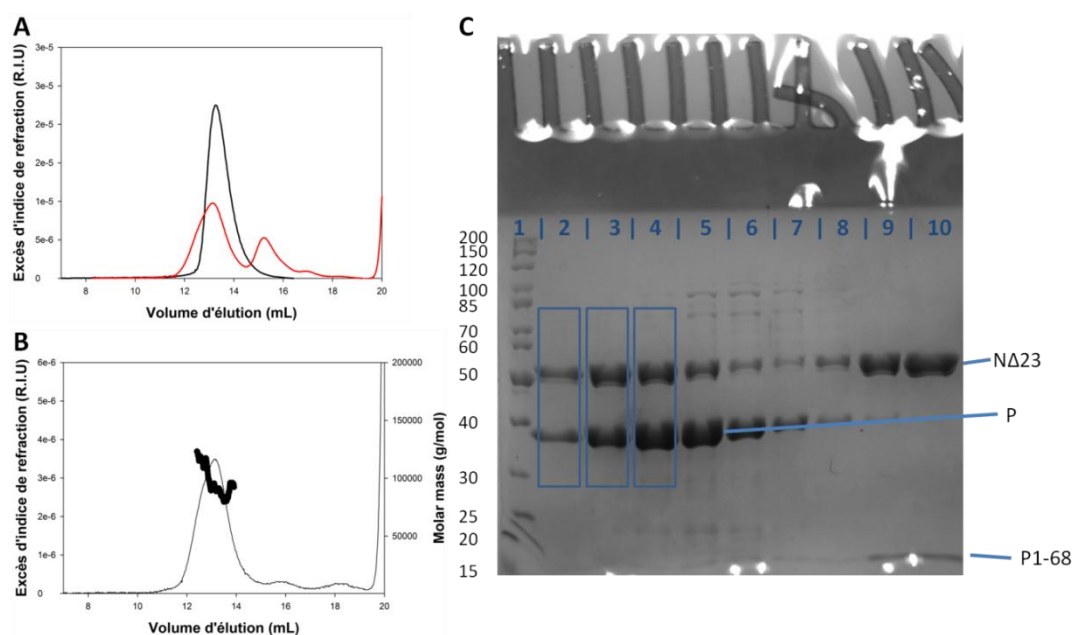 A
Excès d'indice de refraction (R.I.U)
3e-5
2e-5
2e-5
1e-5
5e-6
0
8 10 12 14 16 18 20
Volume d'élution (mL)
B
Excès d'indice de refraction (R.I.U)
6e-6
5e-6
4e-6
3e-6
2e-6
1e-6
0
200000
150000
100000
50000
Molar mass (g/mol)
8 10 12 14 16 18 20
Volume d'élution (mL)
C
1 | 2 | 3 | 4 | 5 | 6 | 7 | 8 | 9 | 10
200
150
120
100
85
70
60
50
40
30
25
20
15
NΔ23
P
P1-68